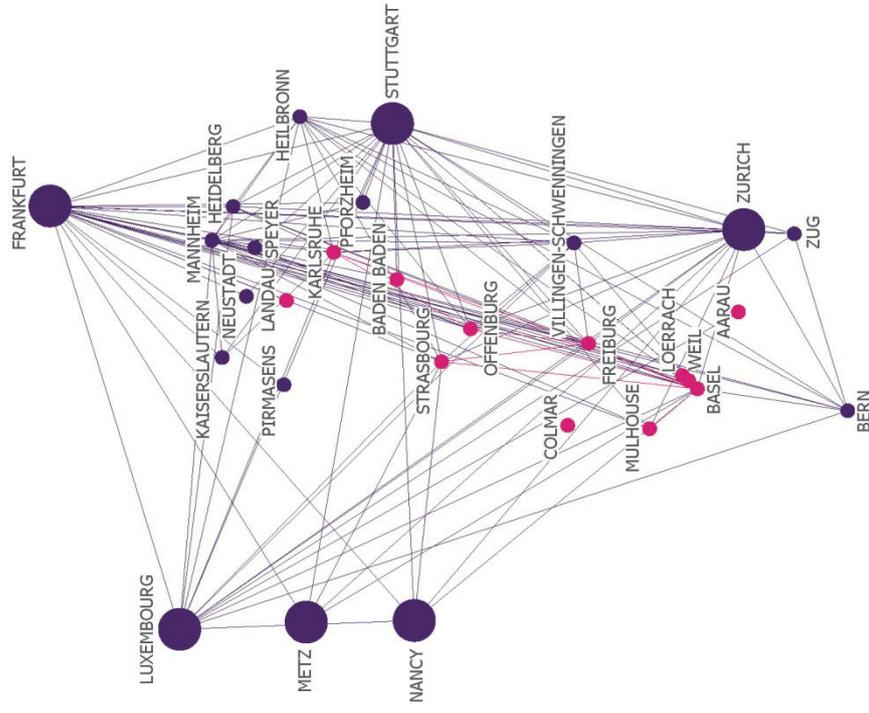 FRANKFURT
STUTTGART
HEILBRONN
HEIDELBERG
MANNHEIM
SPEYER
PFORZHEIM
KARLSRUHE
NEUSTADT
LANDAU
KAISERSLAUTERN
PIRMASENS
BADEN BADEN
STRASBOURG
OFFENBURG
VILLINGEN-SCHWENNINGEN
FREIBURG
COLMAR
MULHOUSE
LOERRACH
WEIL
BASEL
AARAU
ZURICH
ZUG
BERN
LUXEMBOURG
METZ
NANCY